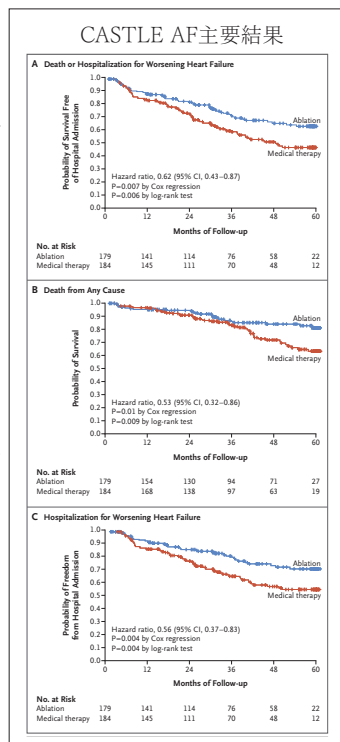 CASTLE AF主要結果
A Death or Hospitalization for Worsening Heart Failure
Probability of Survival Free
of Hospital Admission
1.0
0.9
0.8
0.7
0.6
0.5
0.4
0.3
0.2
0.1
0.0
Ablation
Medical therapy
Hazard ratio, 0.62 (95% CI, 0.43–0.87)
P=0.007 by Cox regression
P=0.006 by log-rank test
0 12 24 36 48 60
Months of Follow-up
No. at Risk
Ablation 179 141 114 76 58 22
Medical therapy 184 145 111 70 48 12
B Death from Any Cause
Probability of Survival
1.0
0.9
0.8
0.7
0.6
0.5
0.4
0.3
0.2
0.1
0.0
Ablation
Medical therapy
Hazard ratio, 0.53 (95% CI, 0.32–0.86)
P=0.01 by Cox regression
P=0.009 by log-rank test
0 12 24 36 48 60
Months of Follow-up
No. at Risk
Ablation 179 154 130 94 71 27
Medical therapy 184 168 138 97 63 19
C Hospitalization for Worsening Heart Failure
Probability of Freedom
from Hospital Admission
1.0
0.9
0.8
0.7
0.6
0.5
0.4
0.3
0.2
0.1
0.0
Ablation
Medical therapy
Hazard ratio, 0.56 (95% CI, 0.37–0.83)
P=0.004 by Cox regression
P=0.004 by log-rank test
0 12 24 36 48 60
Months of Follow-up
No. at Risk
Ablation 179 141 114 76 58 22
Medical therapy 184 145 111 70 48 12